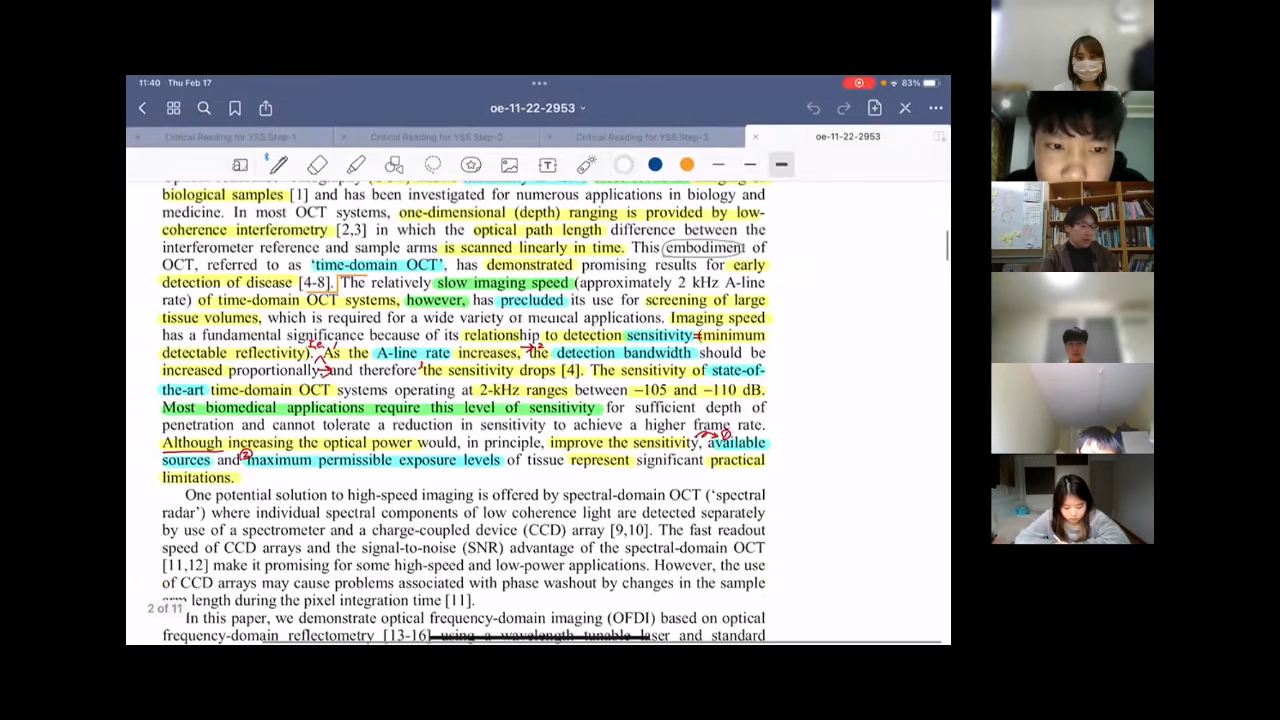 11:40 Thu Feb 17
83%
oe-11-22-2953
Critical Reading for YSS Step-1
Critical Reading for YSS Step-2
Critical Reading for YSS Step-3
oe-11-22-2953
biological samples [1] and has been investigated for numerous applications in biology and
medicine. In most OCT systems, one-dimensional (depth) ranging is provided by low-
coherence interferometry [2,3] in which the optical path length difference between the
interferometer reference and sample arms is scanned linearly in time. This embodiment of
OCT, referred to as ‘time-domain OCT’, has demonstrated promising results for early
detection of disease [4-8]. The relatively slow imaging speed (approximately 2 kHz A-line
rate) of time-domain OCT systems, however, has precluded its use for screening of large
tissue volumes, which is required for a wide variety of medical applications. Imaging speed
has a fundamental significance because of its relationship to detection sensitivity (minimum
detectable reflectivity). As the A-line rate increases, the detection bandwidth should be
increased proportionally and therefore the sensitivity drops [4]. The sensitivity of state-of-
the-art time-domain OCT systems operating at 2-kHz ranges between −105 and −110 dB.
Most biomedical applications require this level of sensitivity for sufficient depth of
penetration and cannot tolerate a reduction in sensitivity to achieve a higher frame rate.
Although increasing the optical power would, in principle, improve the sensitivity, available
sources and maximum permissible exposure levels of tissue represent significant practical
limitations.
One potential solution to high-speed imaging is offered by spectral-domain OCT (‘spectral
radar’) where individual spectral components of low coherence light are detected separately
by use of a spectrometer and a charge-coupled device (CCD) array [9,10]. The fast readout
speed of CCD arrays and the signal-to-noise (SNR) advantage of the spectral-domain OCT
[11,12] make it promising for some high-speed and low-power applications. However, the use
of CCD arrays may cause problems associated with phase washout by changes in the sample
arm length during the pixel integration time [11].
2 of 11
In this paper, we demonstrate optical frequency-domain imaging (OFDI) based on optical
frequency-domain reflectometry [13-16] using a wavelength tunable laser and standard